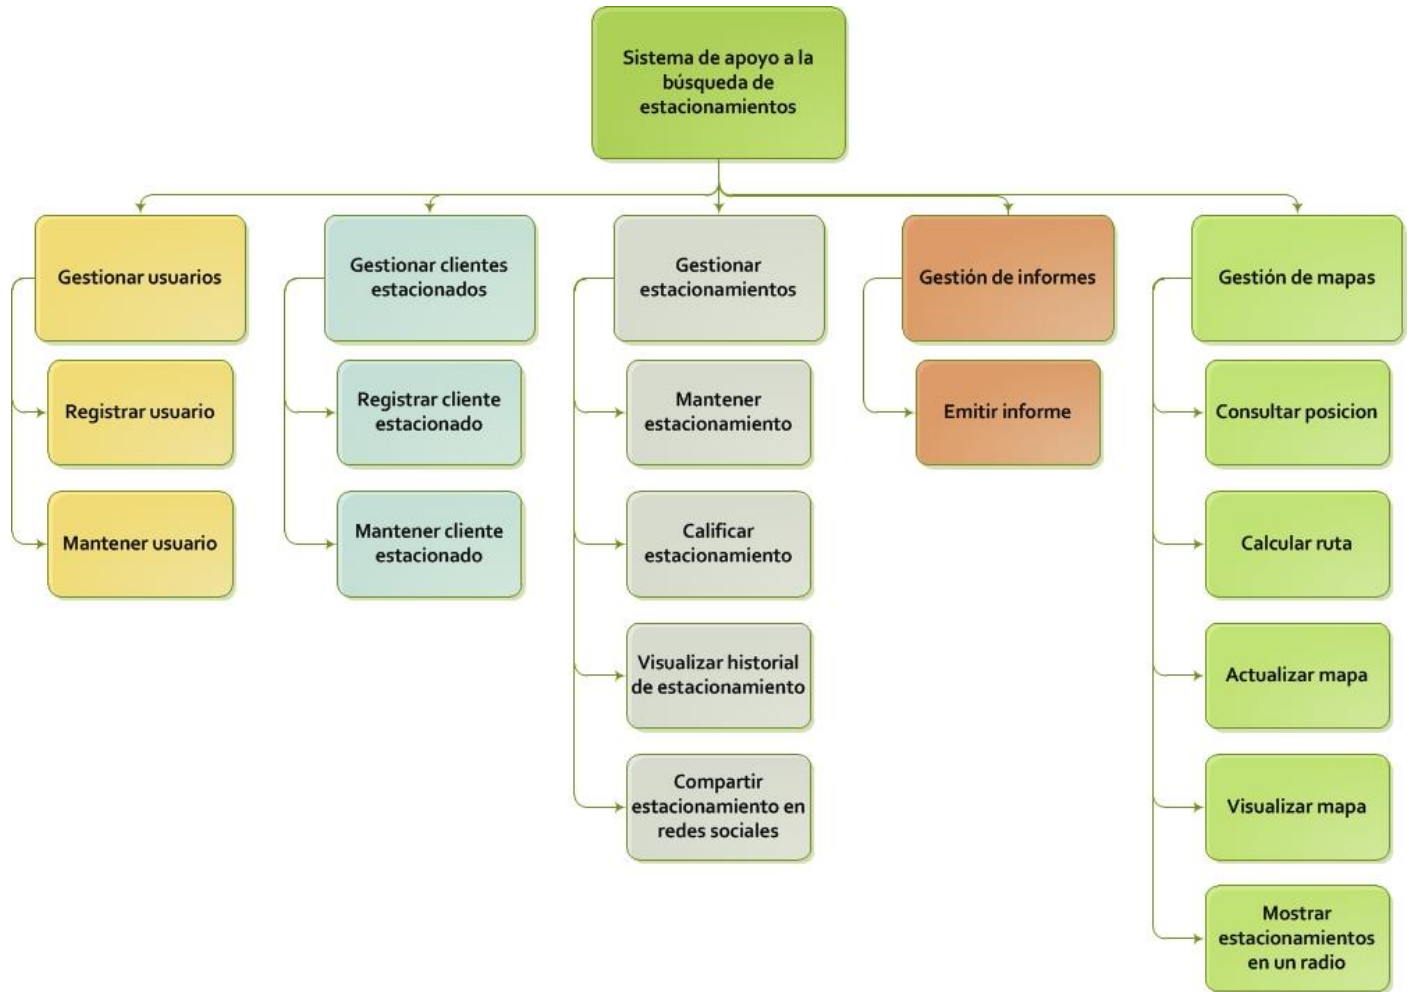 Sistema de apoyo a la
búsqueda de
estacionamientos
Gestionar usuarios
Registrar usuario
Mantener usuario
Gestionar clientes
estacionados
Registrar cliente
estacionado
Mantener cliente
estacionado
Gestionar
estacionamientos
Mantener
estacionamiento
Calificar
estacionamiento
Visualizar historial
de estacionamiento
Compartir
estacionamiento en
redes sociales
Gestión de informes
Emitir informe
Gestión de mapas
Consultar posicion
Calcular ruta
Actualizar mapa
Visualizar mapa
Mostrar
estacionamientos
en un radio